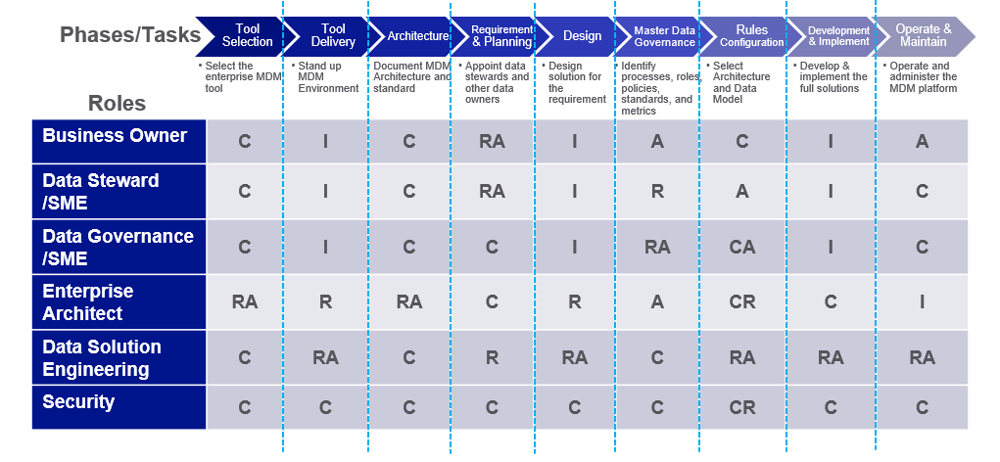 Phases/Tasks
Tool
Selection
Tool
Delivery
Architecture
Requirement
& Planning
Design
Master Data
Governance
Rules
Configuration
Development
& Implement
Operate &
Maintain
• Select the
enterprise MDM
tool
• Stand up
MDM
Environment
Document MDM
Architecture and
standard
• Appoint data
stewards and
other data
owners
• Design
solution for
the
requirement
• Identify
processes, roles,
policies,
standards, and
metrics
• Select
Architecture
and Data
Model
• Develop &
implement the
full solutions
• Operate and
administer the
MDM platform
Roles
Business Owner
C I C RA I A C I A
Data Steward
/SME
C I C RA I R A I C
Data Governance
/SME
C I C C I RA CA I C
Enterprise
Architect
RA R RA C R A CR C I
Data Solution
Engineering
C RA C R RA C RA RA RA
Security
C C C C C C CR C C